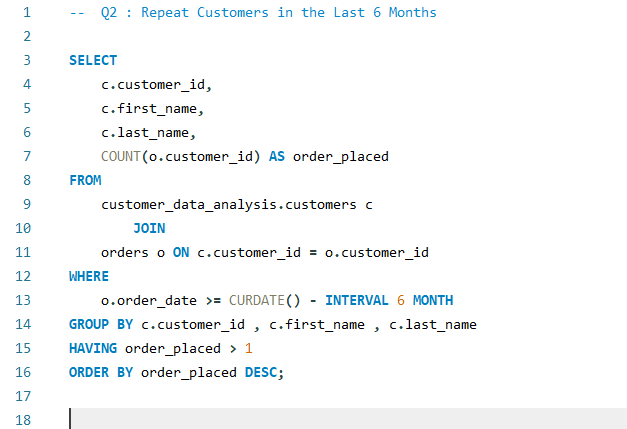 1 -- Q2 : Repeat Customers in the Last 6 Months
2
3 SELECT
4 c.customer_id,
5 c.first_name,
6 c.last_name,
7 COUNT(o.customer_id) AS order_placed
8 FROM
9 customer_data_analysis.customers c
10 JOIN
11 orders o ON c.customer_id = o.customer_id
12 WHERE
13 o.order_date >= CURDATE() - INTERVAL 6 MONTH
14 GROUP BY c.customer_id , c.first_name , c.last_name
15 HAVING order_placed > 1
16 ORDER BY order_placed DESC;
17
18